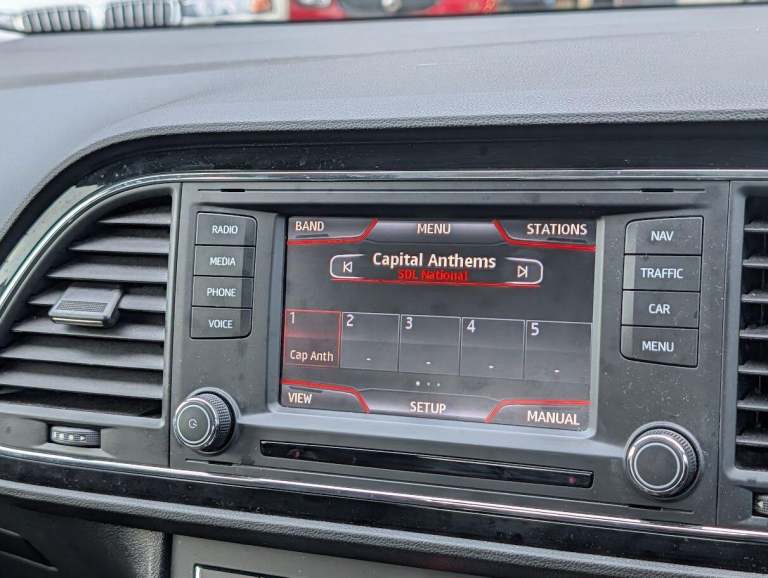 RADIO
MEDIA
PHONE
VOICE
BAND
MENU
STATIONS
Capital Anthems
SDL National
1
2
3
4
5
Cap Anth
-
-
-
-
VIEW
SETUP
MANUAL
NAV
TRAFFIC
CAR
MENU